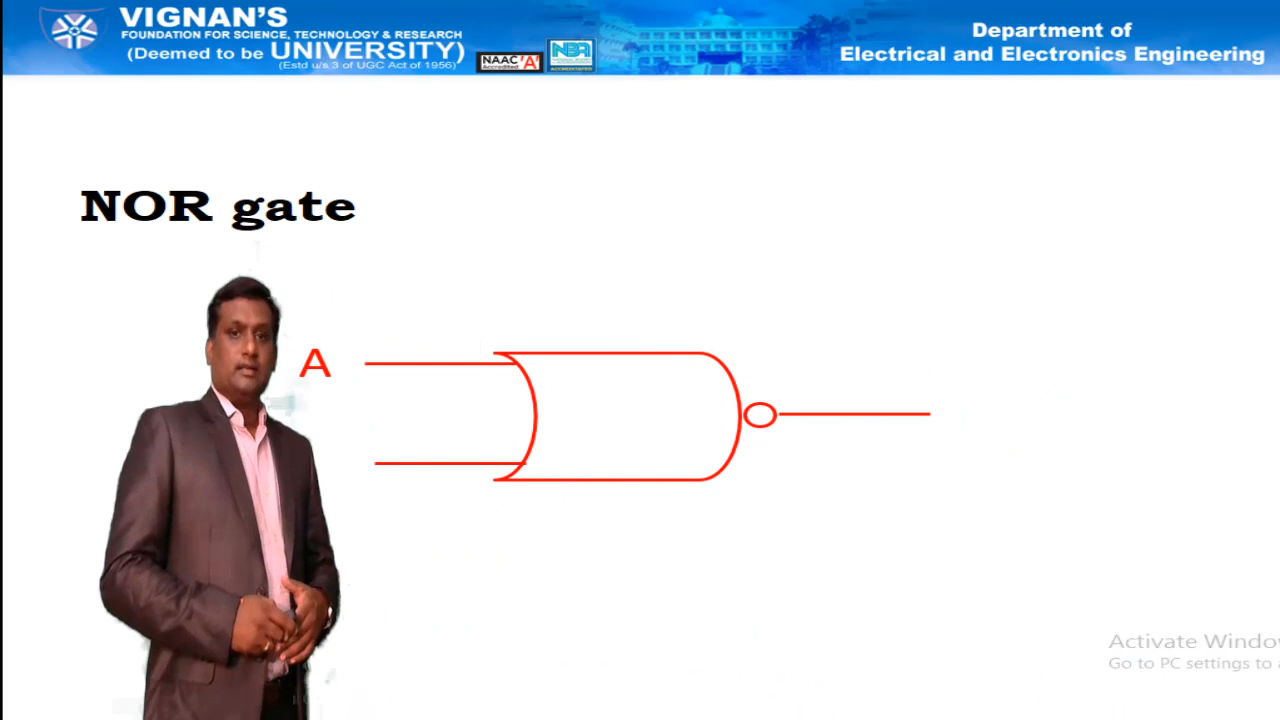 VIGNAN'S
FOUNDATION FOR SCIENCE, TECHNOLOGY & RESEARCH
(Deemed to be UNIVERSITY)
(Estd u/s 3 of UGC Act of 1956)
NAAC 'A'
NBA
Department of
Electrical and Electronics Engineering
NOR gate
A
Activate Windo
Go to PC settings to